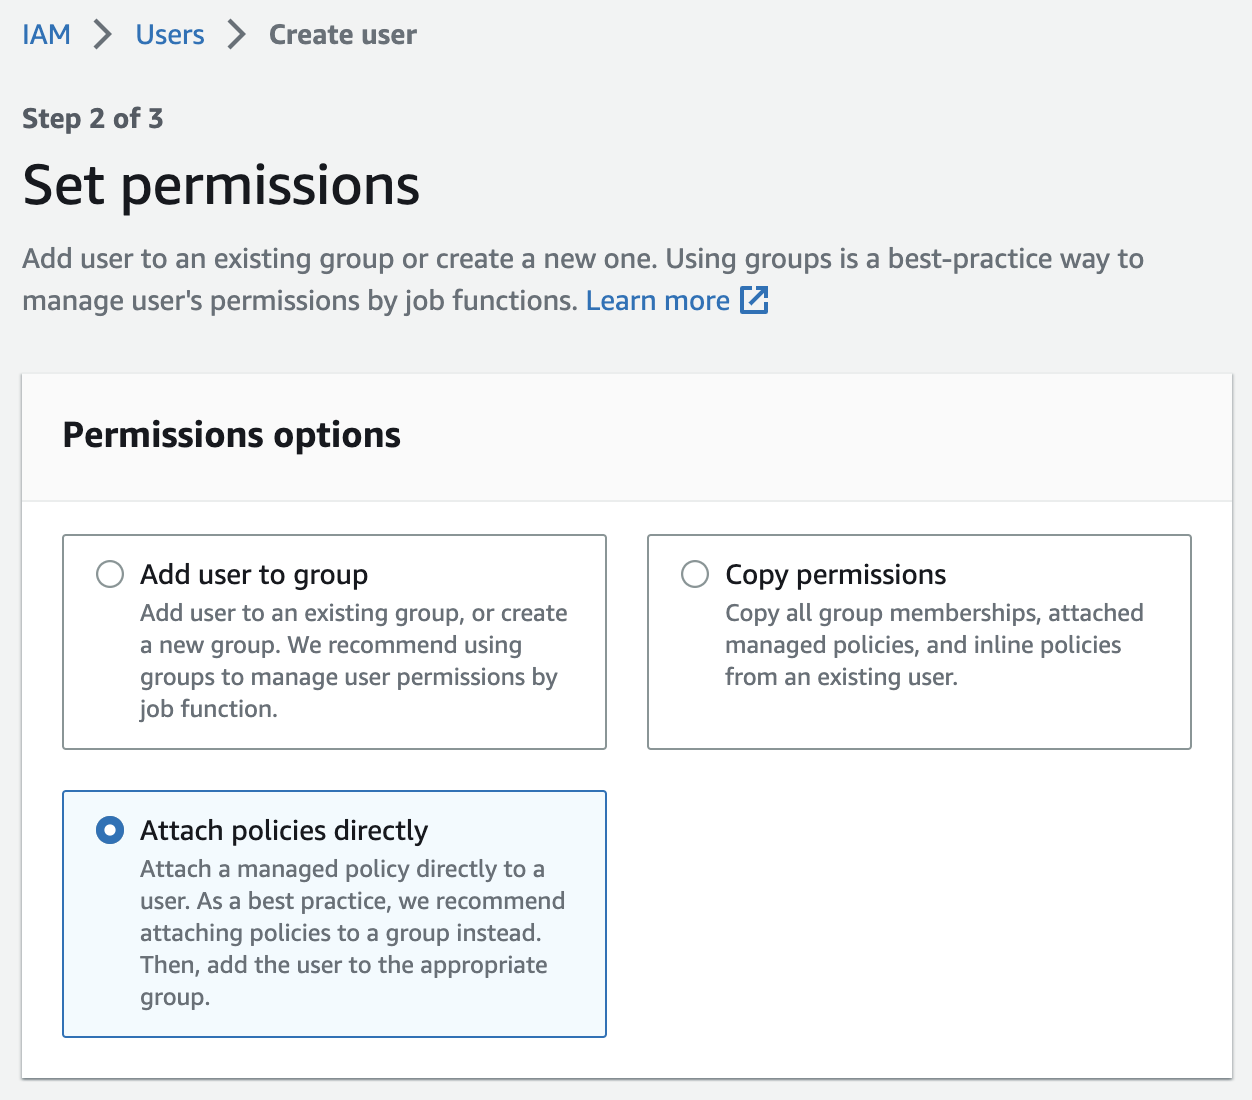 IAM > Users > Create user
Step 2 of 3
Set permissions
Add user to an existing group or create a new one. Using groups is a best-practice way to
manage user's permissions by job functions. Learn more
Permissions options
Add user to group
Add user to an existing group, or create
a new group. We recommend using
groups to manage user permissions by
job function.
Copy permissions
Copy all group memberships, attached
managed policies, and inline policies
from an existing user.
Attach policies directly
Attach a managed policy directly to a
user. As a best practice, we recommend
attaching policies to a group instead.
Then, add the user to the appropriate
group.